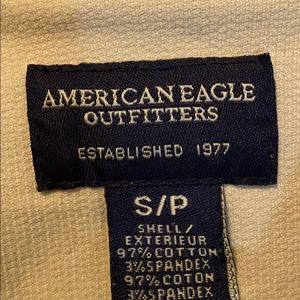 AMERICAN EAGLE
OUTFITTERS
ESTABLISHED 1977
S/P
SHELL/
EXTERIEUR
97% COTTON
3% SPANDEX
97% COTON
3% SPANDEX